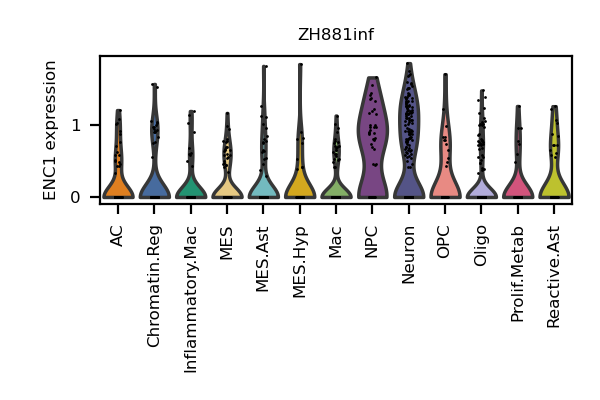 ZH881inf
ENC1 expression
1
0
AC
Chromatin.Reg
Inflammatory.Mac
MES
MES.Ast
MES.Hyp
Mac
NPC
Neuron
OPC
Oligo
Prolif.Metab
Reactive.Ast